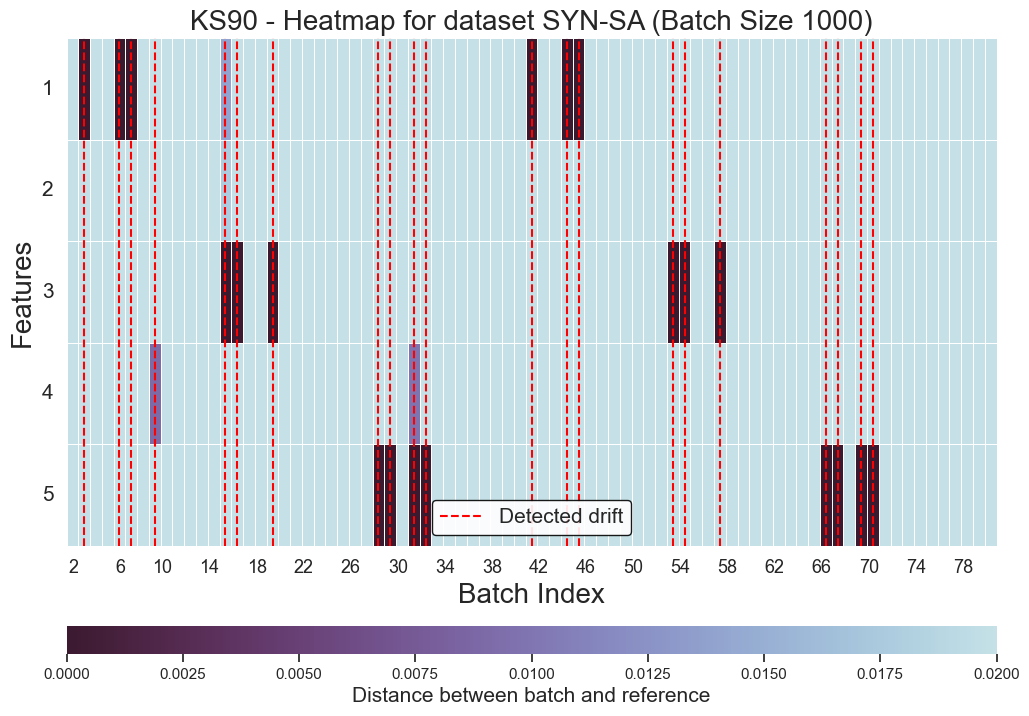 KS90 - Heatmap for dataset SYN-SA (Batch Size 1000)
Features
1
2
3
4
5
Detected drift
2 6 10 14 18 22 26 30 34 38 42 46 50 54 58 62 66 70 74 78
Batch Index
0.0000 0.0025 0.0050 0.0075 0.0100 0.0125 0.0150 0.0175 0.0200
Distance between batch and reference